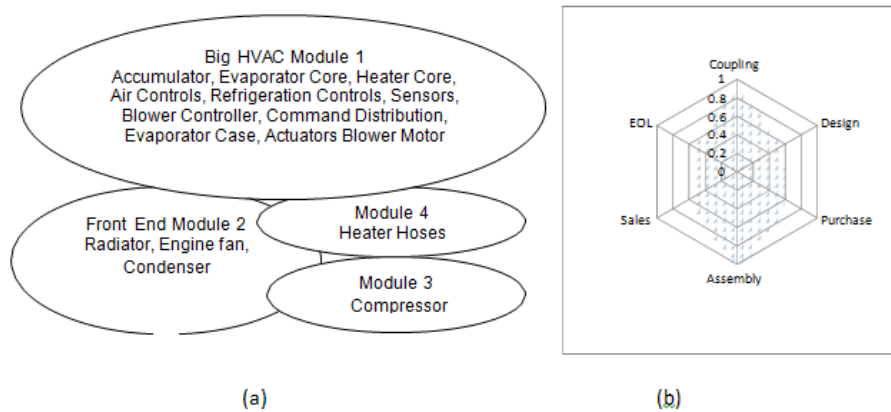 Big HVAC Module 1
Accumulator, Evaporator Core, Heater Core,
Air Controls, Refrigeration Controls, Sensors,
Blower Controller, Command Distribution,
Evaporator Case, Actuators Blower Motor
Front End Module 2
Radiator, Engine fan,
Condenser
Module 4
Heater Hoses
Module 3
Compressor
(a)
Coupling
1
0.8
0.6
0.4
0.2
0
EOL
Design
Sales
Purchase
Assembly
(b)